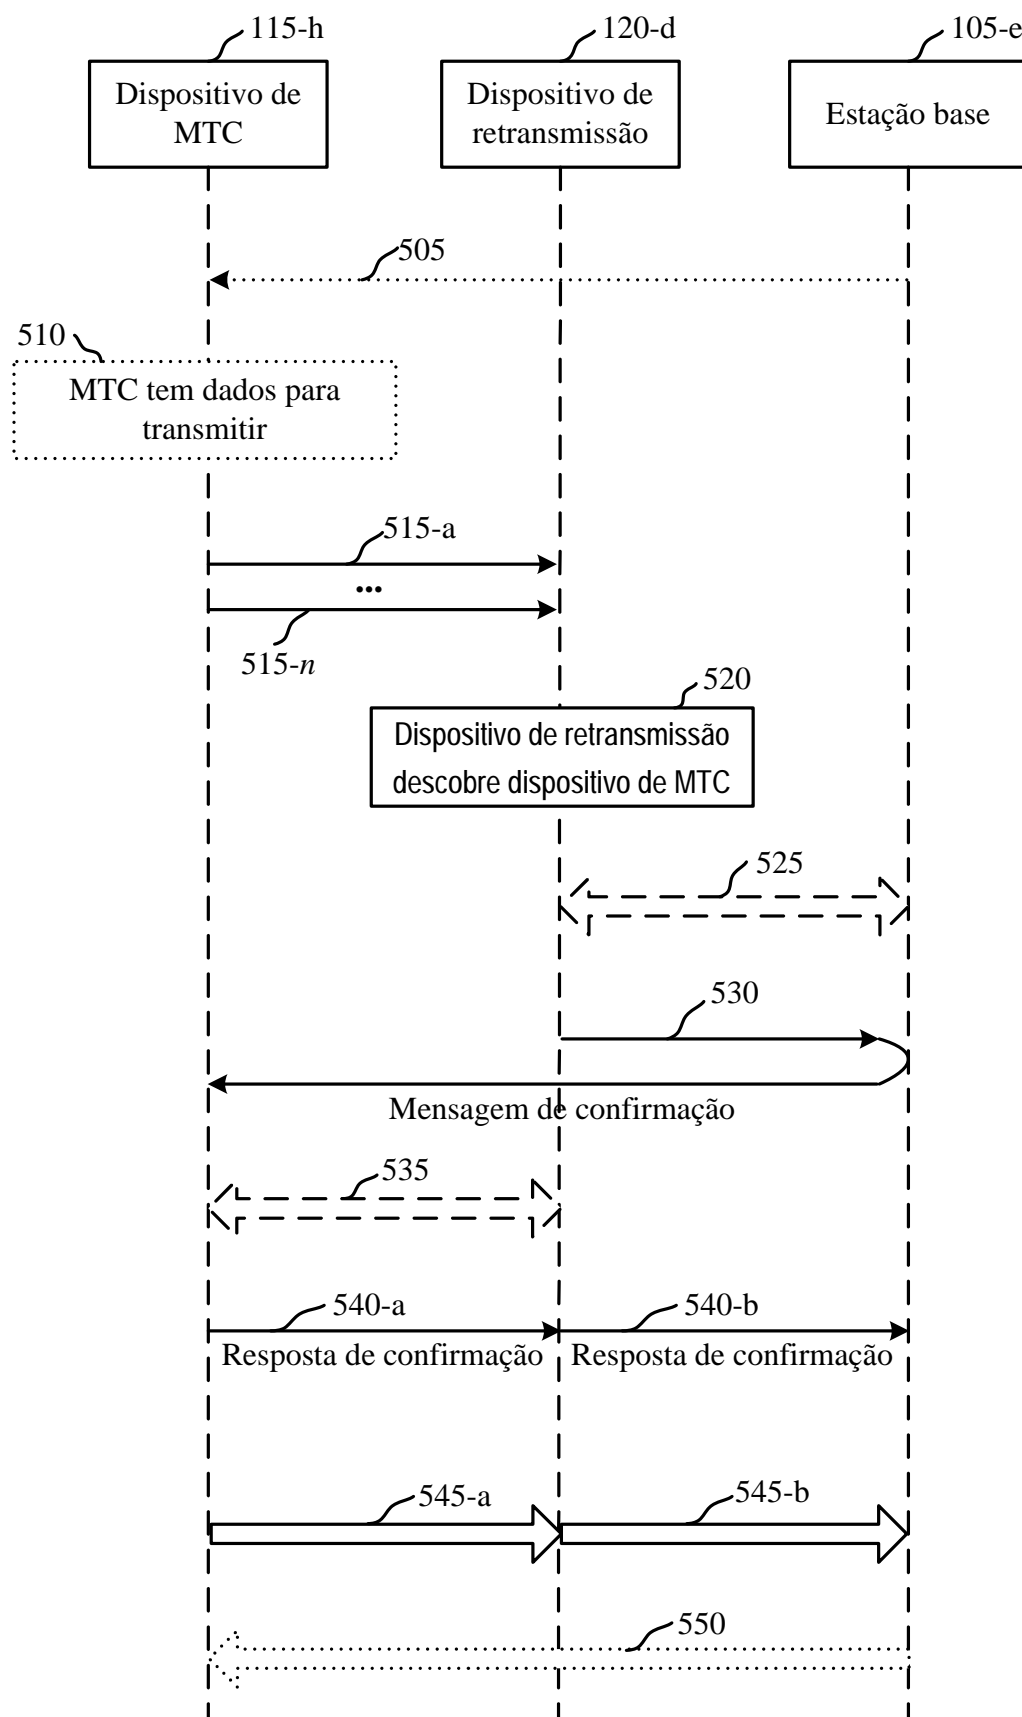 115-h
120-d
105-e
Dispositivo de
MTC
Dispositivo de
retransmissão
Estação base
505
510
MTC tem dados para
transmitir
515-a
...
515-n
520
Dispositivo de retransmissão
descobre dispositivo de MTC
525
530
Mensagem de confirmação
535
540-a
540-b
Resposta de confirmação
Resposta de confirmação
545-a
545-b
550